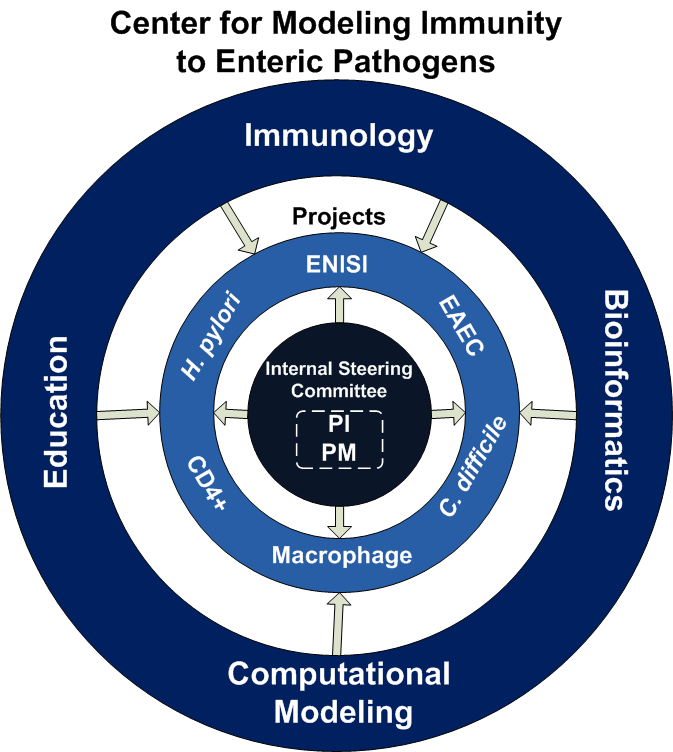 Center for Modeling Immunity
to Enteric Pathogens
Immunology
Projects
ENISI
H. pylori
EAEC
Education
Bioinformatics
Internal Steering
Committee
PI
PM
CD4+
C. difficile
Macrophage
Computational
Modeling